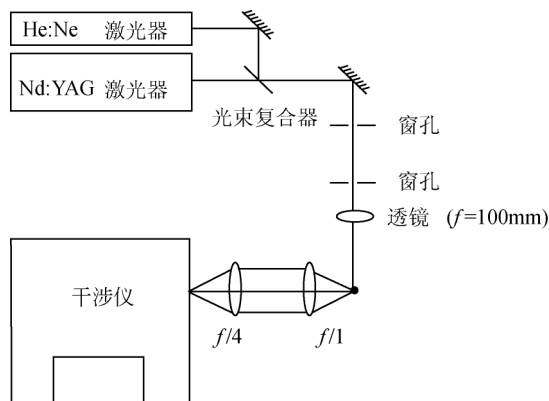 He:Ne 激光器
Nd:YAG 激光器
光束复合器
窗孔
窗孔
透镜 (f=100mm)
干涉仪
f/4
f/1